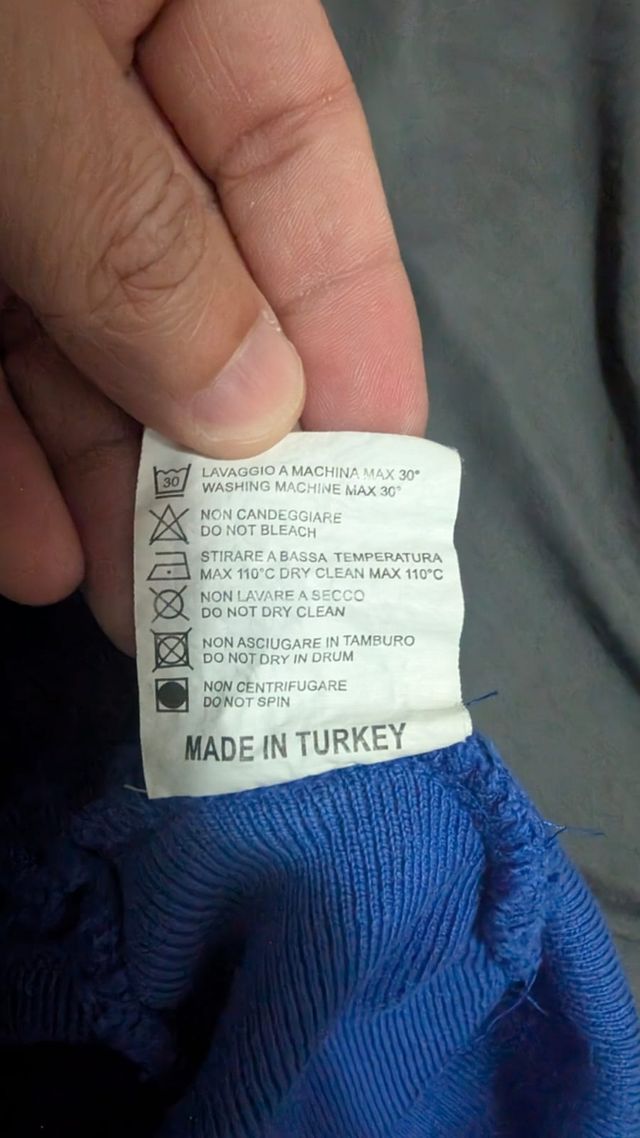 30
LAVAGGIO A MACHINA MAX 30°
WASHING MACHINE MAX 30°
NON CANDEGGIARE
DO NOT BLEACH
STIRARE A BASSA TEMPERATURA
MAX 110°C DRY CLEAN MAX 110°C
NON LAVARE A SECCO
DO NOT DRY CLEAN
NON ASCIUGARE IN TAMBURO
DO NOT DRY IN DRUM
NON CENTRIFUGARE
DO NOT SPIN
MADE IN TURKEY